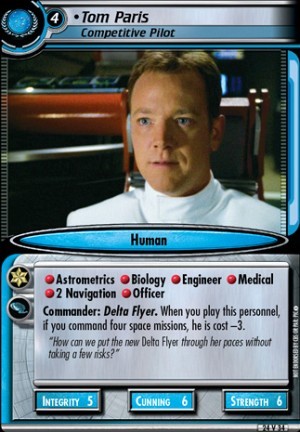 4 •Tom Paris
Competitive Pilot
Human
•Astrometrics •Biology •Engineer •Medical
•2 Navigation •Officer
Commander: Delta Flyer. When you play this personnel,
if you command four space missions, he is cost –3.
"How can we put the new Delta Flyer through her paces without
taking a few risks?"
INTEGRITY 5 CUNNING 6 STRENGTH 6
24 V 34